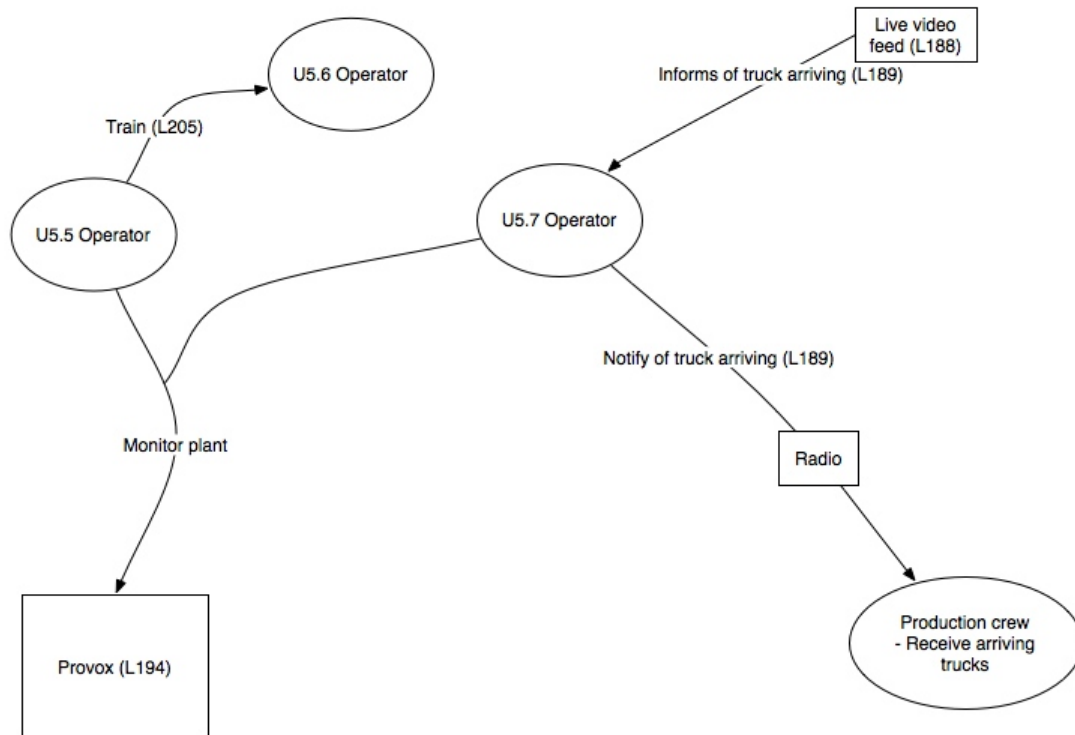 Live video
feed (L188)
U5.6 Operator
Informs of truck arriving (L189)
Train (L205)
U5.5 Operator
U5.7 Operator
Notify of truck arriving (L189)
Monitor plant
Radio
Production crew
- Receive arriving
trucks
Provox (L194)